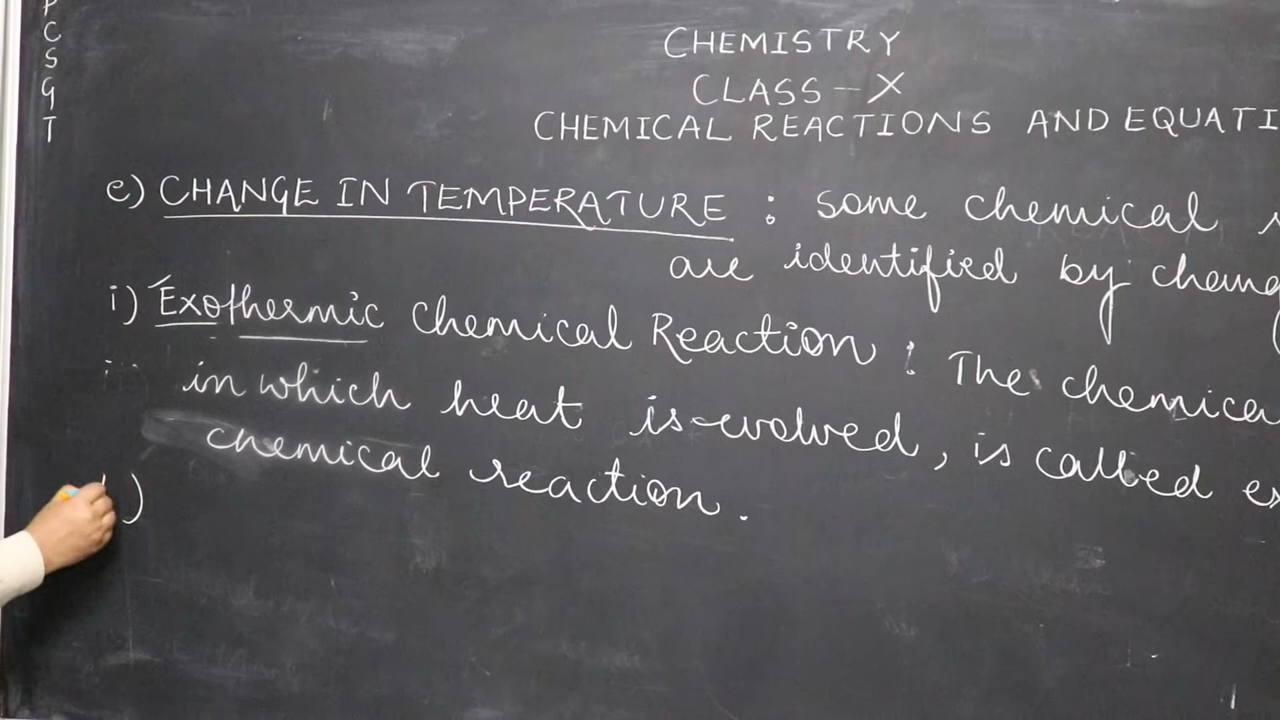 P
C
S
G
T
CHEMISTRY
CLASS - X
CHEMICAL REACTIONS AND EQUATI
e) CHANGE IN TEMPERATURE : some chemical
are identified by chang
i) Exothermic Chemical Reaction : The chemica
in which heat is evolved, is called ex
chemical reaction.